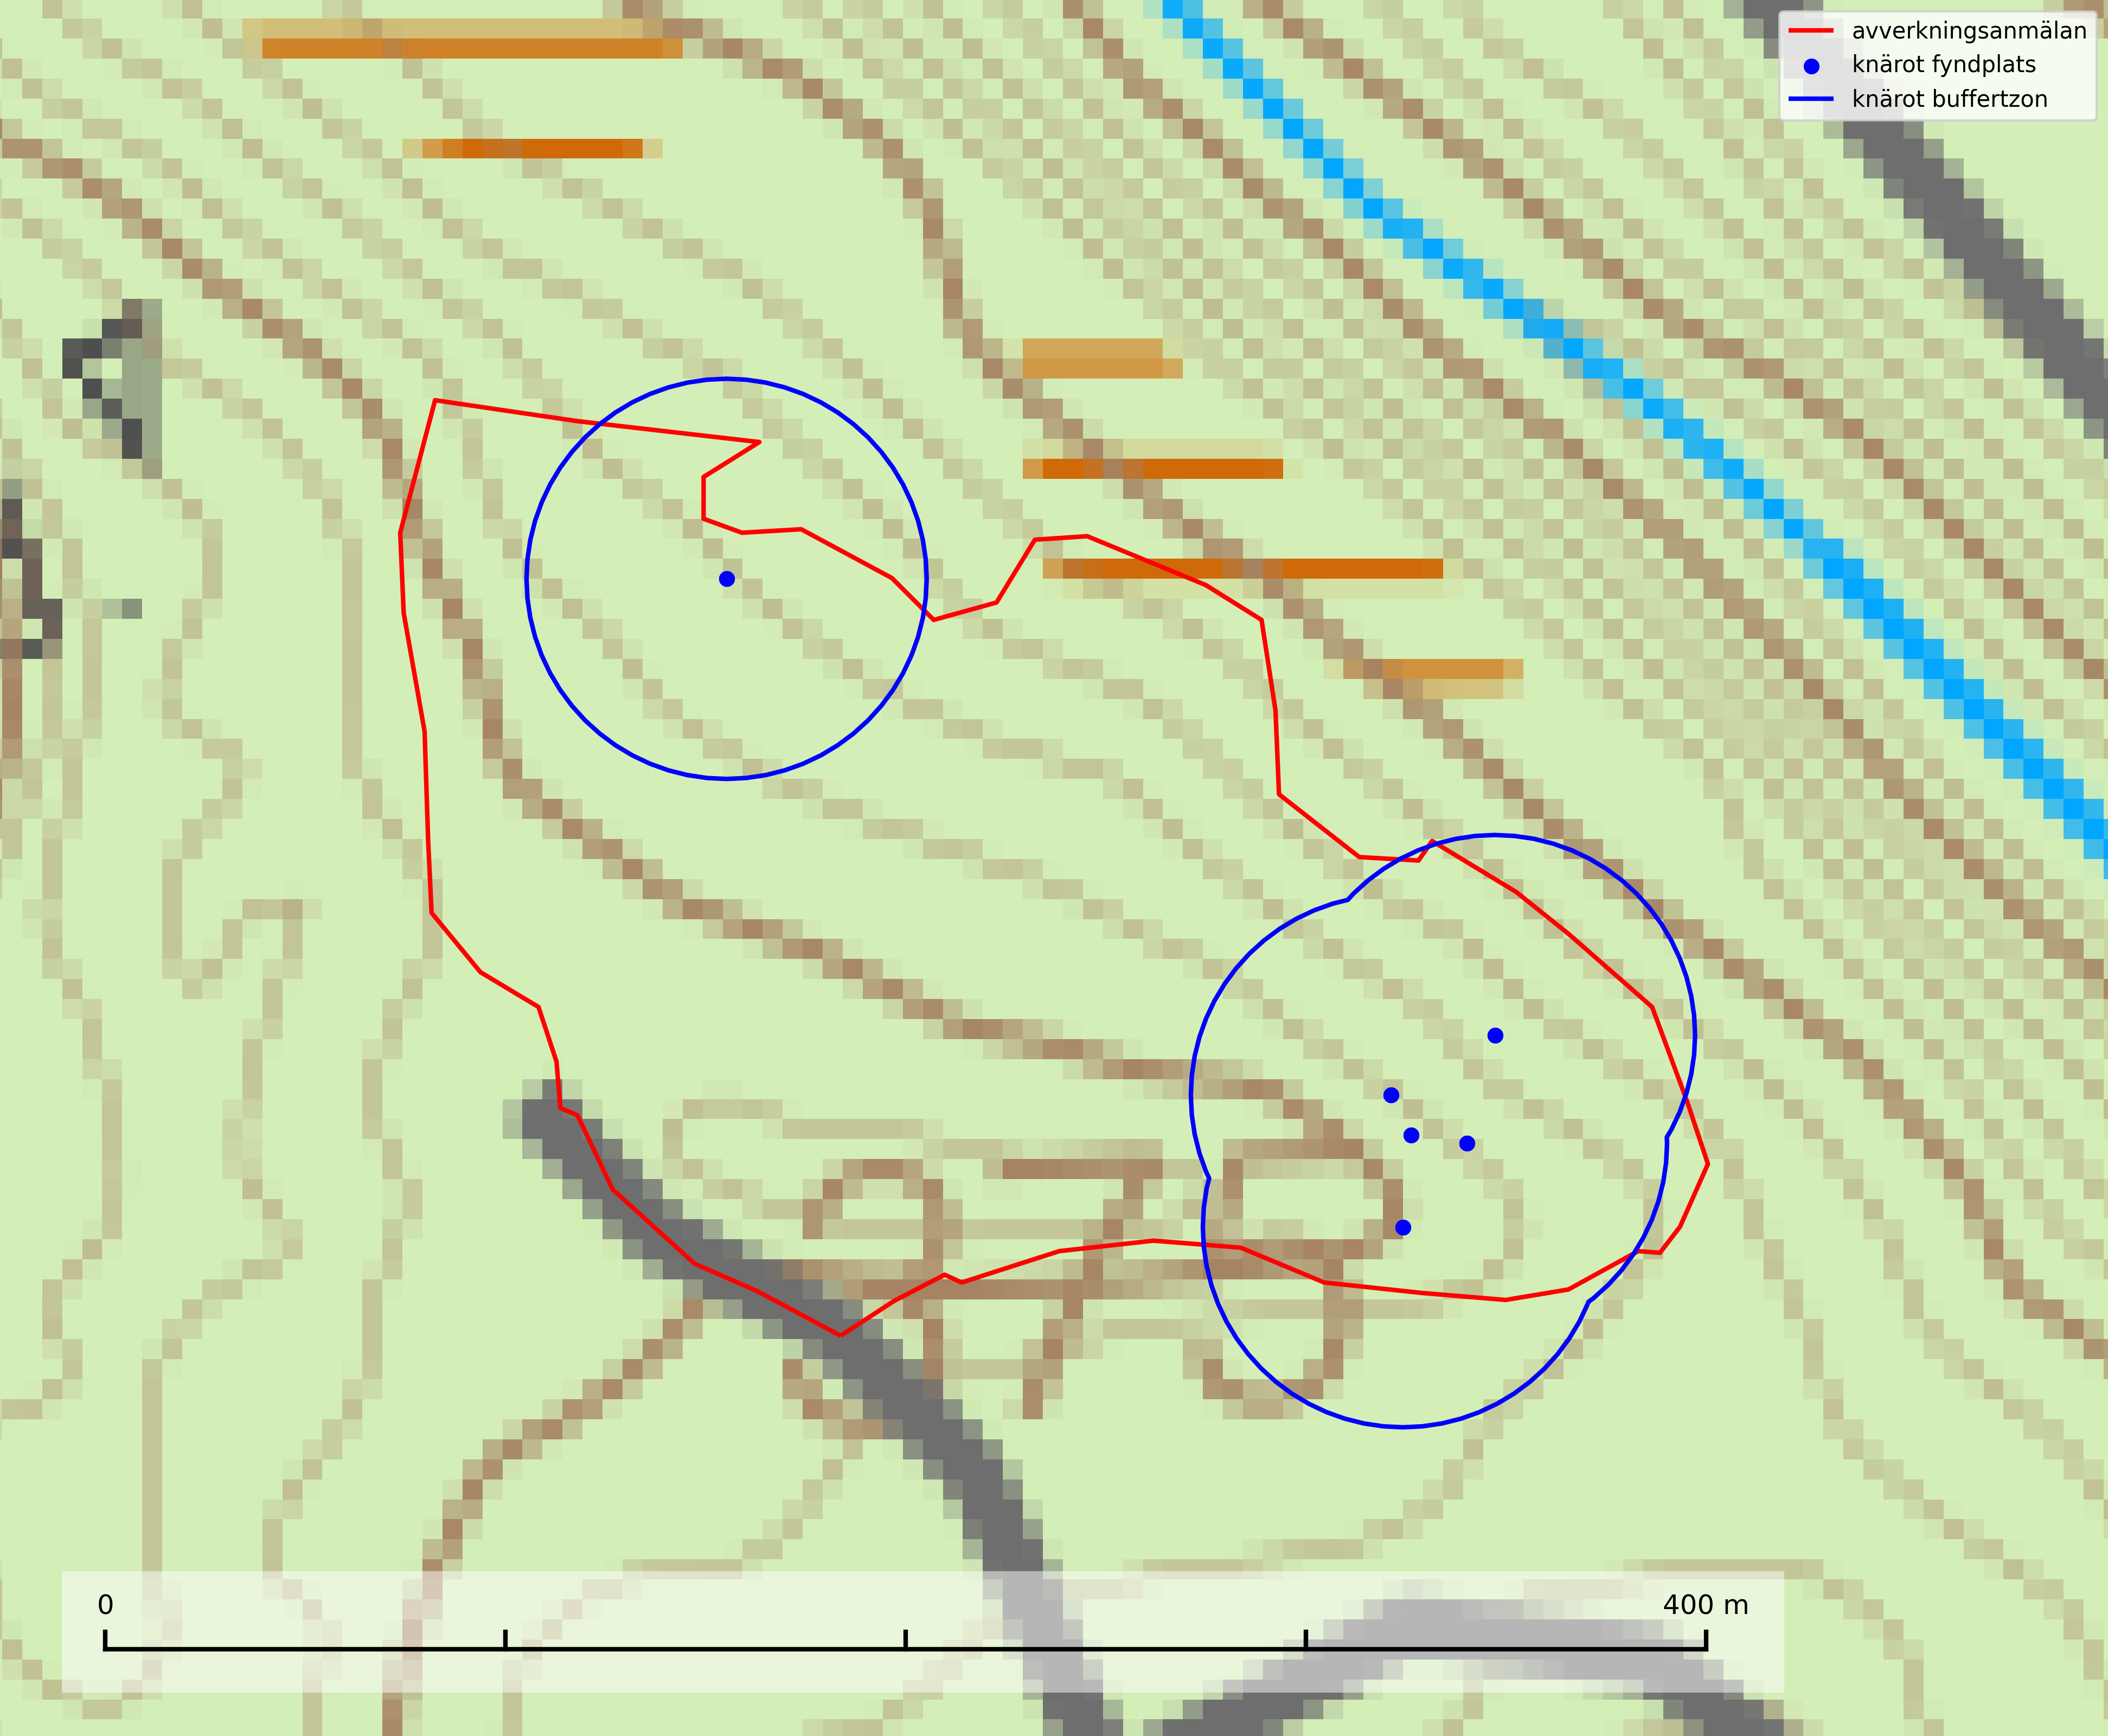 avverkningsanmälan
knärot fyndplats
knärot buffertzon
0
400 m